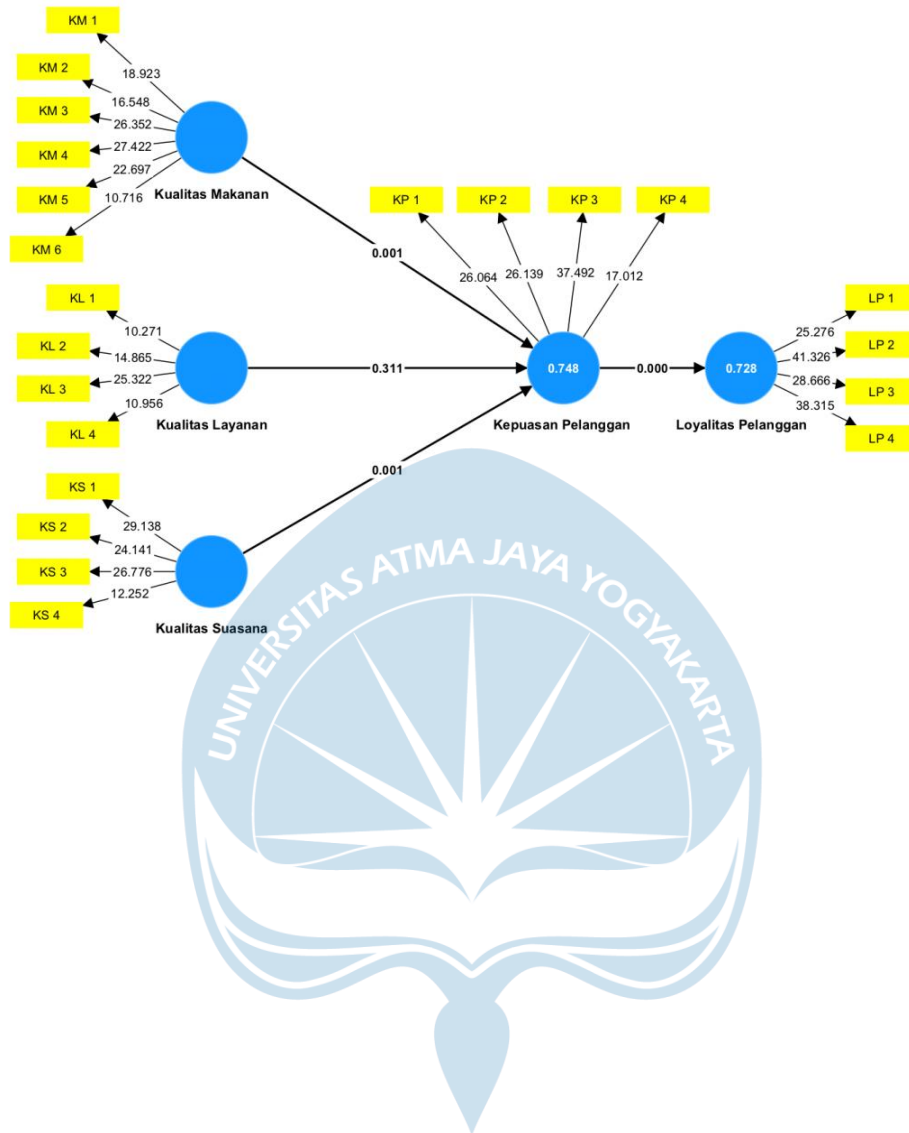 KM 1
KM 2
KM 3
KM 4
KM 5
KM 6
18.923
16.548
26.352
27.422
22.697
10.716
Kualitas Makanan
0.001
KL 1
KL 2
KL 3
KL 4
10.271
14.865
25.322
10.956
Kualitas Layanan
0.311
KS 1
KS 2
KS 3
KS 4
29.138
24.141
26.776
12.252
Kualitas Suasana
0.001
KP 1
KP 2
KP 3
KP 4
26.064
26.139
37.492
17.012
0.748
Kepuasan Pelanggan
0.000
0.728
Loyalitas Pelanggan
25.276
41.326
28.666
38.315
LP 1
LP 2
LP 3
LP 4
UNIVERSITAS ATMA JAYA YOGYAKARTA